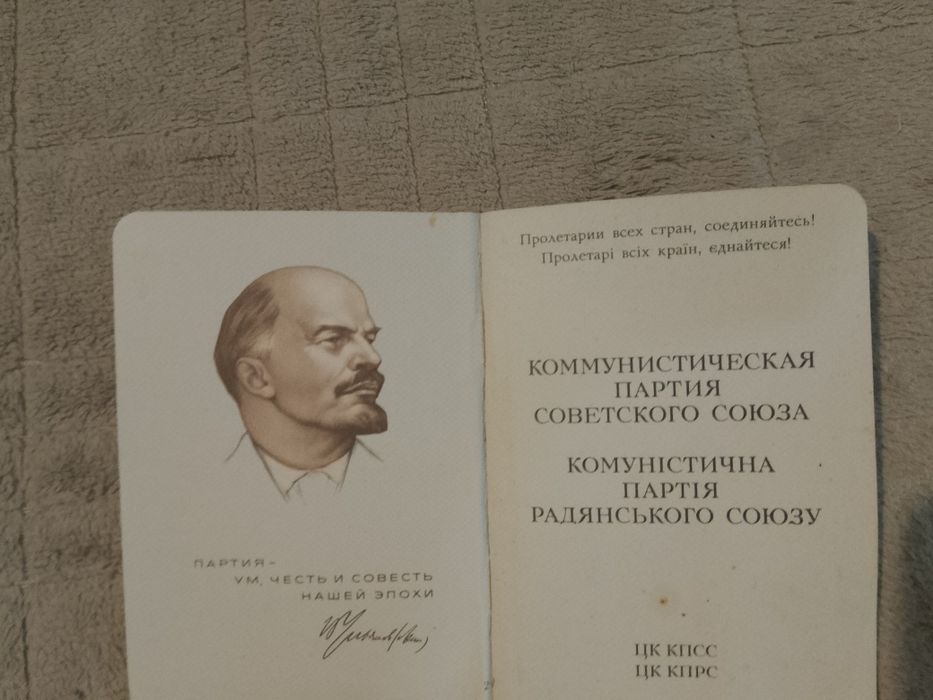 ПАРТИЯ –
УМ, ЧЕСТЬ И СОВЕСТЬ
НАШЕЙ ЭПОХИ
Пролетарии всех стран, соединяйтесь!
Пролетарі всіх країн, єднайтеся!
КОММУНИСТИЧЕСКАЯ
ПАРТИЯ
СОВЕТСКОГО СОЮЗА
КОМУНІСТИЧНА
ПАРТІЯ
РАДЯНСЬКОГО СОЮЗУ
ЦК КПСС
ЦК КПРС